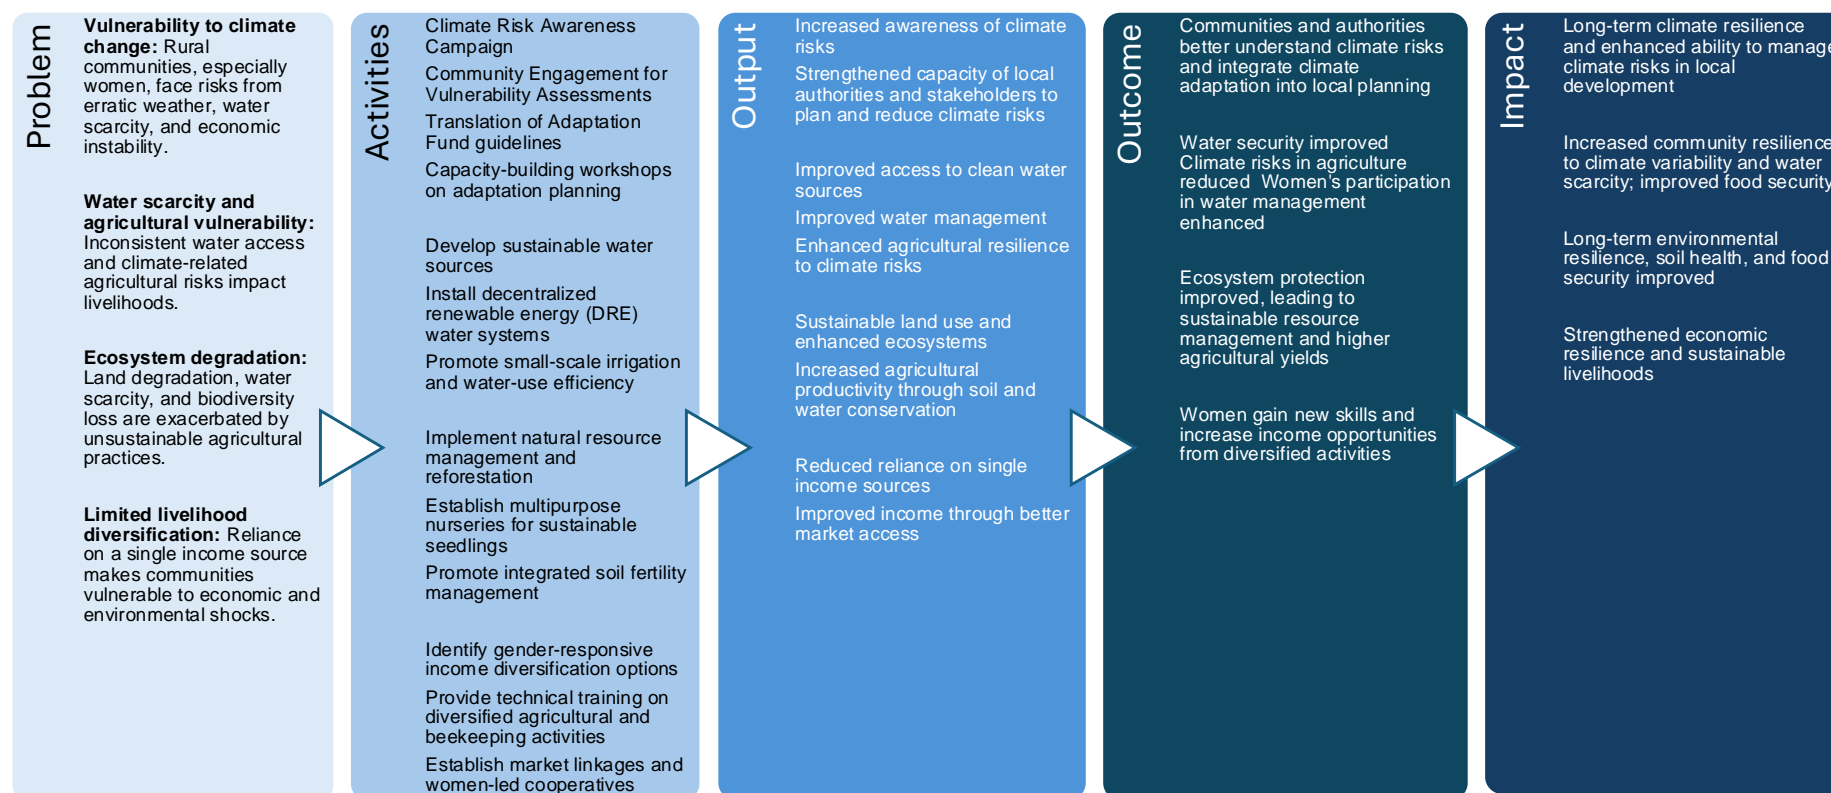 Problem
Vulnerability to climate
change: Rural
communities, especially
women, face risks from
erratic weather, water
scarcity, and economic
instability.
Water scarcity and
agricultural vulnerability:
Inconsistent water access
and climate-related
agricultural risks impact
livelihoods.
Ecosystem degradation:
Land degradation, water
scarcity, and biodiversity
loss are exacerbated by
unsustainable agricultural
practices.
Limited livelihood
diversification: Reliance
on a single income source
makes communities
vulnerable to economic and
environmental shocks.
Activities
Climate Risk Awareness
Campaign
Community Engagement for
Vulnerability Assessments
Translation of Adaptation
Fund guidelines
Capacity-building workshops
on adaptation planning
Develop sustainable water
sources
Install decentralized
renewable energy (DRE)
water systems
Promote small-scale irrigation
and water-use efficiency
Implement natural resource
management and
reforestation
Establish multipurpose
nurseries for sustainable
seedlings
Promote integrated soil fertility
management
Identify gender-responsive
income diversification options
Provide technical training on
diversified agricultural and
beekeeping activities
Establish market linkages and
women-led cooperatives
Output
Increased awareness of climate
risks
Strengthened capacity of local
authorities and stakeholders to
plan and reduce climate risks
Improved access to clean water
sources
Improved water management
Enhanced agricultural resilience
to climate risks
Sustainable land use and
enhanced ecosystems
Increased agricultural
productivity through soil and
water conservation
Reduced reliance on single
income sources
Improved income through better
market access
Outcome
Communities and authorities
better understand climate risks
and integrate climate
adaptation into local planning
Water security improved
Climate risks in agriculture
reduced  Women's participation
in water management
enhanced
Ecosystem protection
improved, leading to
sustainable resource
management and higher
agricultural yields
Women gain new skills and
increase income opportunities
from diversified activities
Impact
Long-term climate resilience
and enhanced ability to manage
climate risks in local
development
Increased community resilience
to climate variability and water
scarcity; improved food security
Long-term environmental
resilience, soil health, and food
security improved
Strengthened economic
resilience and sustainable
livelihoods